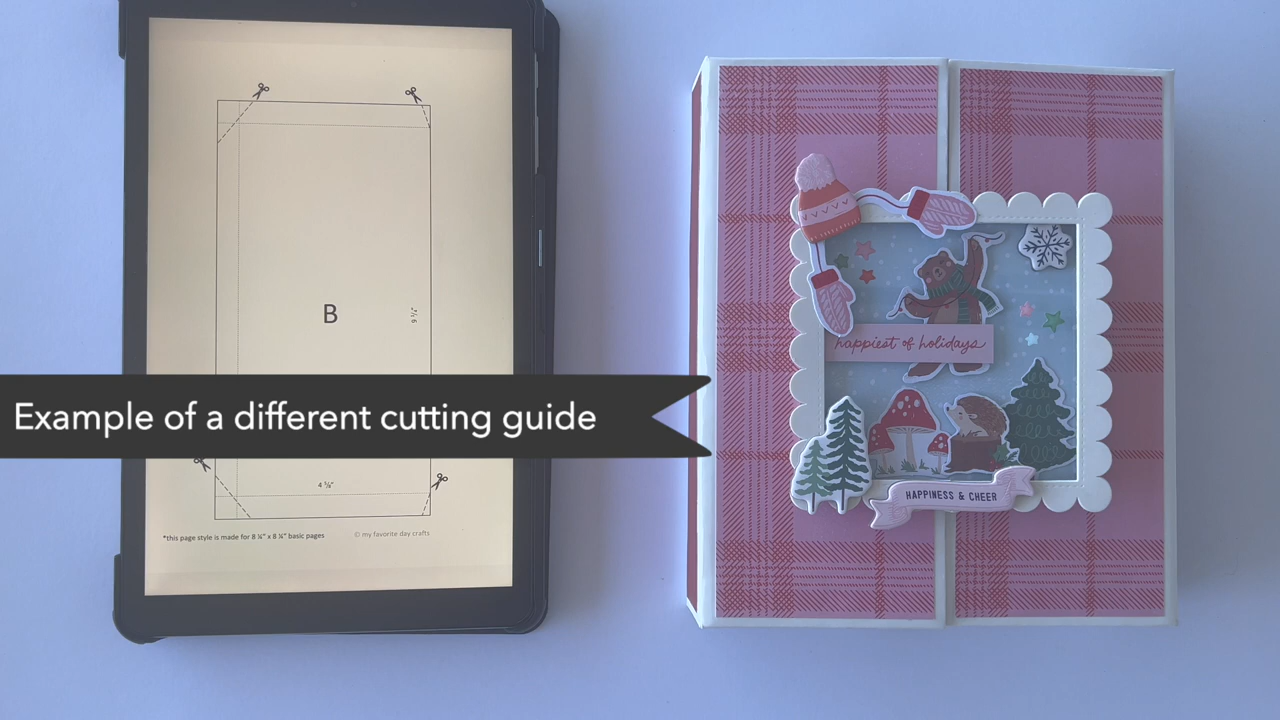 B
9 ⅞"
4 ⅝"
*this page style is made for 8 ¼" x 8 ¼" basic pages
© my favorite day crafts
Example of a different cutting guide
happiest of holidays
HAPPINESS & CHEER